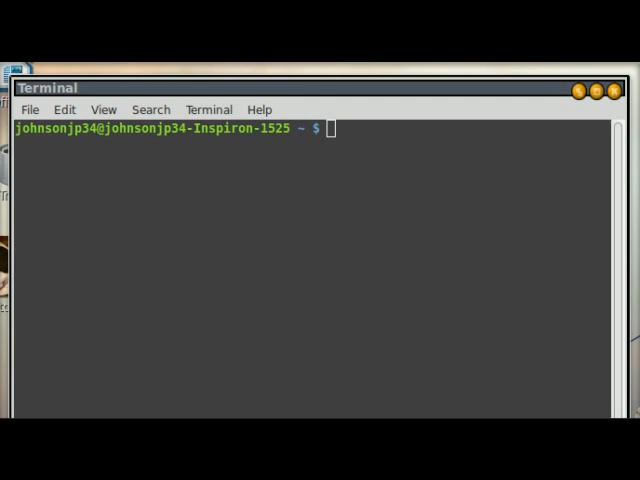 Terminal
File Edit View Search Terminal Help
johnsonjp34@johnsonjp34-Inspiron-1525 ~ $